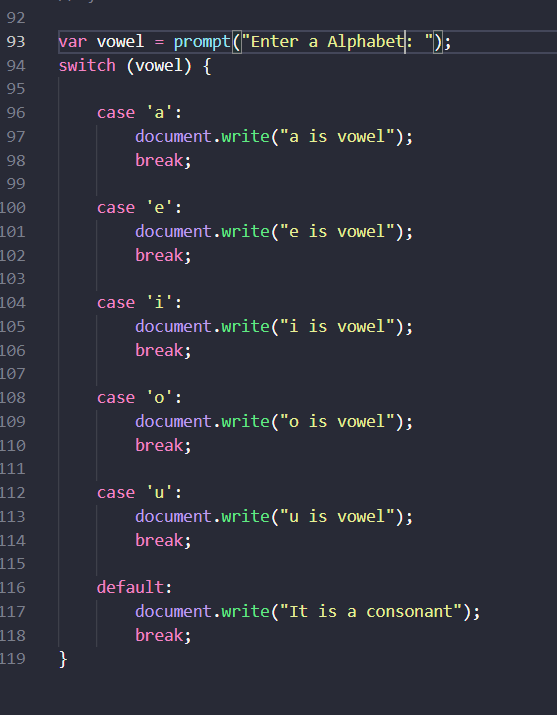 92
93 var vowel = prompt("Enter a Alphabet: ");
94 switch (vowel) {
95
96 case 'a':
97 document.write("a is vowel");
98 break;
99
100 case 'e':
101 document.write("e is vowel");
102 break;
103
104 case 'i':
105 document.write("i is vowel");
106 break;
107
108 case 'o':
109 document.write("o is vowel");
110 break;
111
112 case 'u':
113 document.write("u is vowel");
114 break;
115
116 default:
117 document.write("It is a consonant");
118 break;
119 }